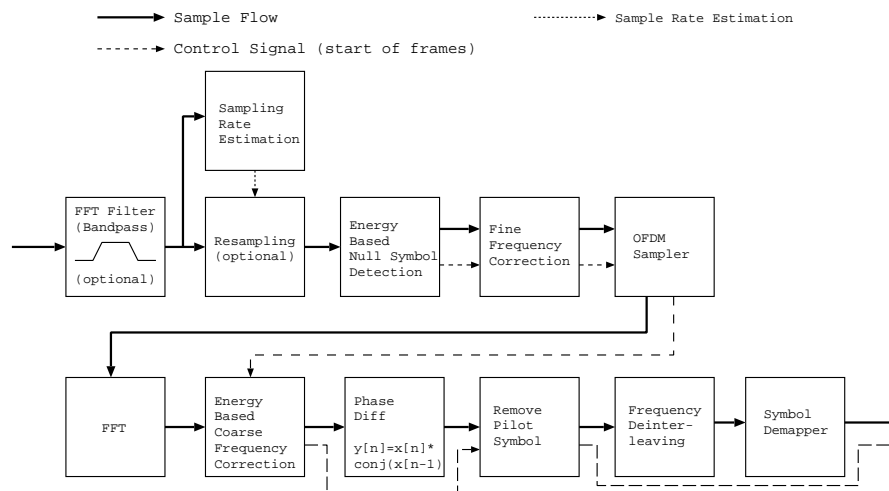 Sample Flow
Sample Rate Estimation
Control Signal (start of frames)
Sampling
Rate
Estimation
FFT Filter
(Bandpass)
(optional)
Resampling
(optional)
Energy
Based
Null Symbol
Detection
Fine
Frequency
Correction
OFDM
Sampler
FFT
Energy
Based
Coarse
Frequency
Correction
Phase
Diff
y[n]=x[n]*
conj(x[n-1)
Remove
Pilot
Symbol
Frequency
Deinter-
leaving
Symbol
Demapper